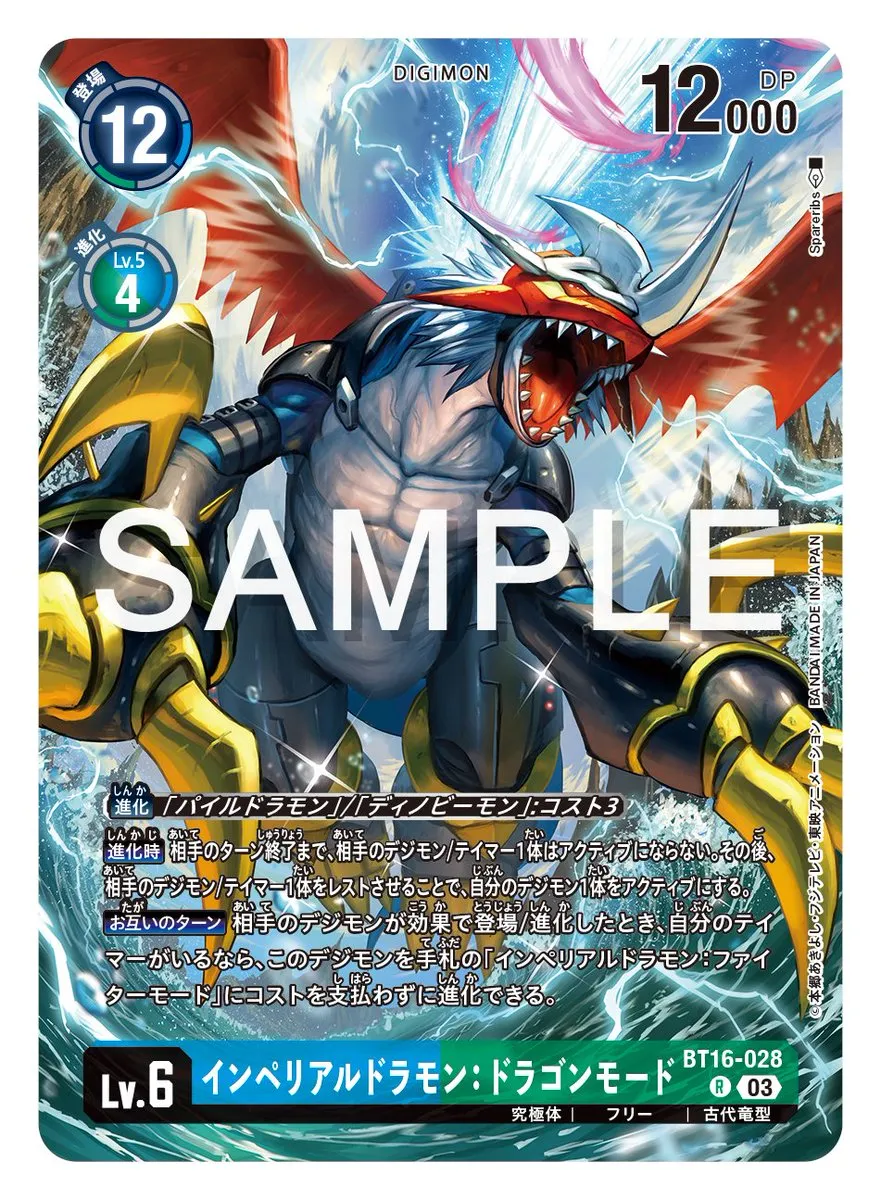 DIGIMON
登場
12
DP
12000
進化
Lv.5
4
Spareribs
SAMPLE
進化 「パイルドラモン」/「ディノビーモン」:コスト3
進化時 相手のターン終了まで、相手のデジモン/テイマー1体はアクティブにならない。その後、
相手のデジモン/テイマー1体をレストさせることで、自分のデジモン1体をアクティブにする。
お互いのターン 相手のデジモンが効果で登場/進化したとき、自分のテイ
マーがいるなら、このデジモンを手札の「インペリアルドラモン:ファイ
ターモード」にコストを支払わずに進化できる。
©本郷あきよし・フジテレビ・東映アニメーション BANDAI MADE IN JAPAN
Lv.6
インペリアルドラモン:ドラゴンモード
BT16-028
R 03
究極体 | フリー | 古代竜型